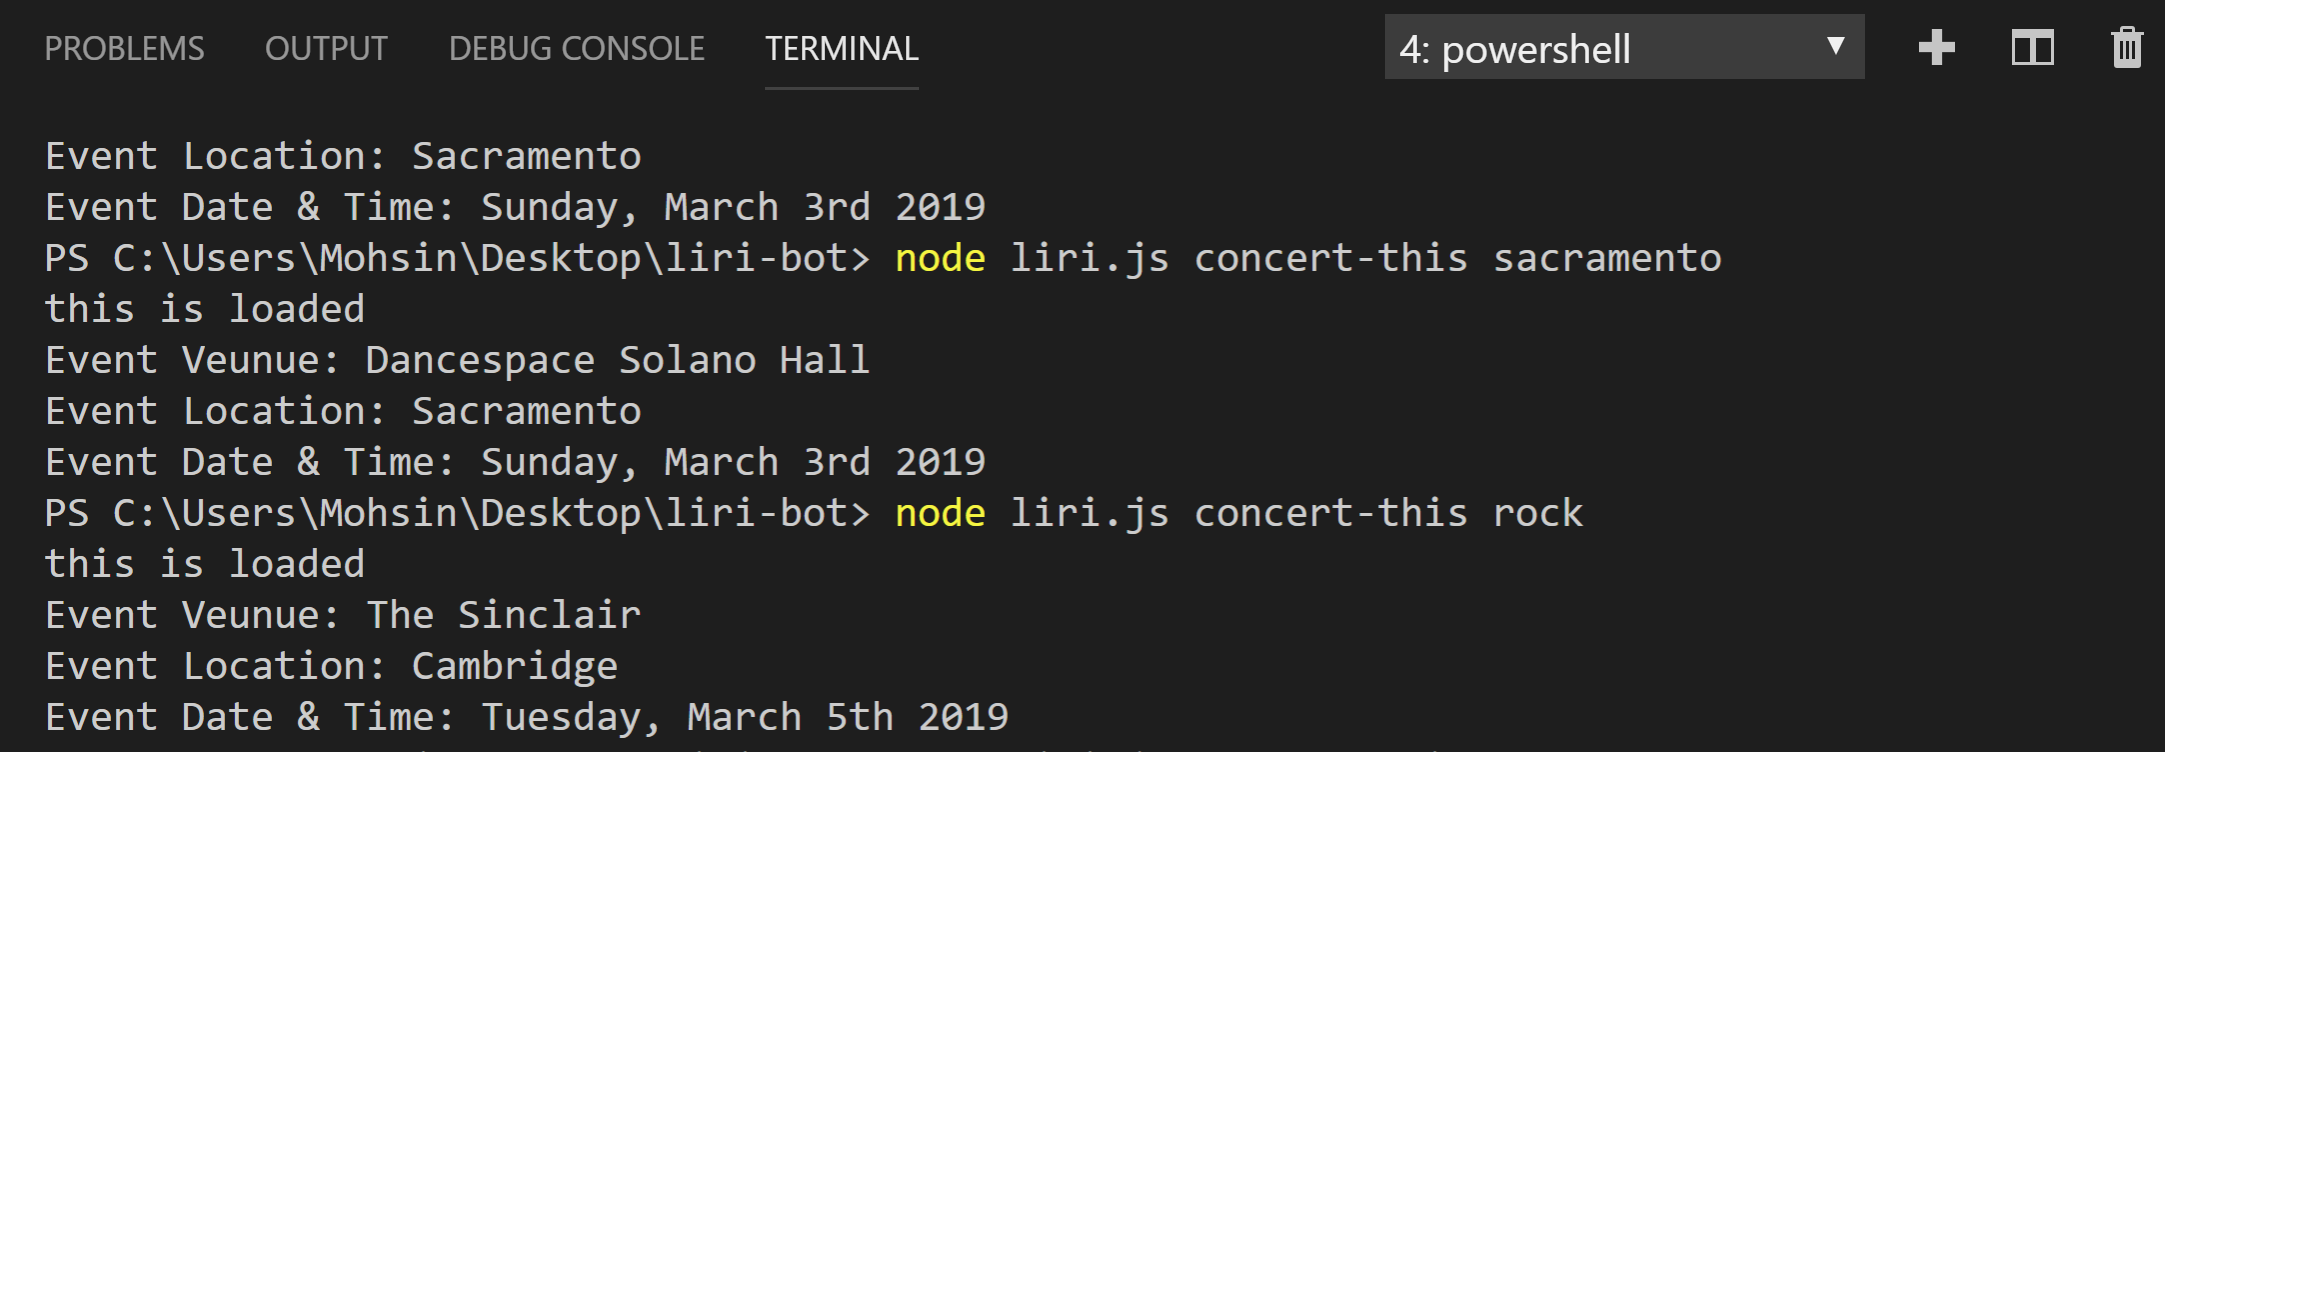 PROBLEMS OUTPUT DEBUG CONSOLE TERMINAL 4: powershell
Event Location: Sacramento
Event Date & Time: Sunday, March 3rd 2019
PS C:\Users\Mohsin\Desktop\liri-bot> node liri.js concert-this sacramento
this is loaded
Event Veunue: Dancespace Solano Hall
Event Location: Sacramento
Event Date & Time: Sunday, March 3rd 2019
PS C:\Users\Mohsin\Desktop\liri-bot> node liri.js concert-this rock
this is loaded
Event Veunue: The Sinclair
Event Location: Cambridge
Event Date & Time: Tuesday, March 5th 2019